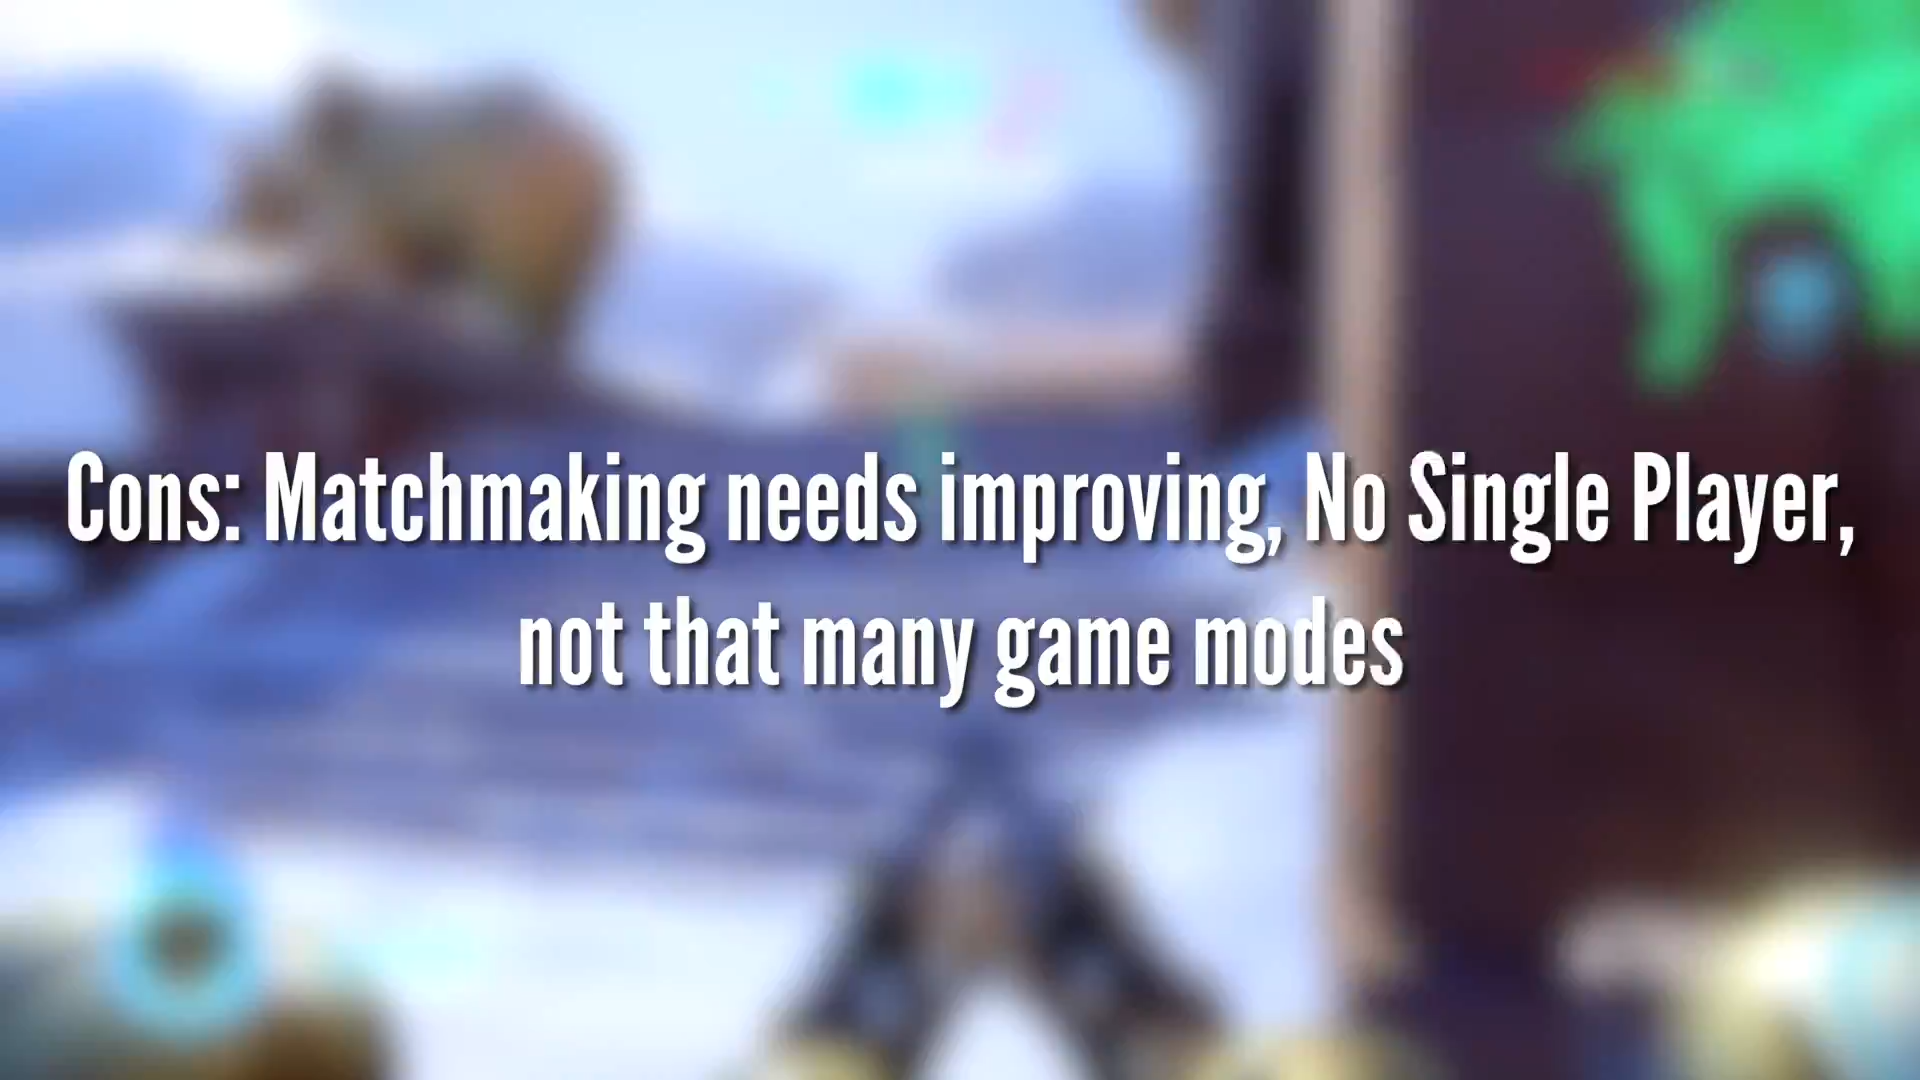 Cons: Matchmaking needs improving, No Single Player,
not that many game modes